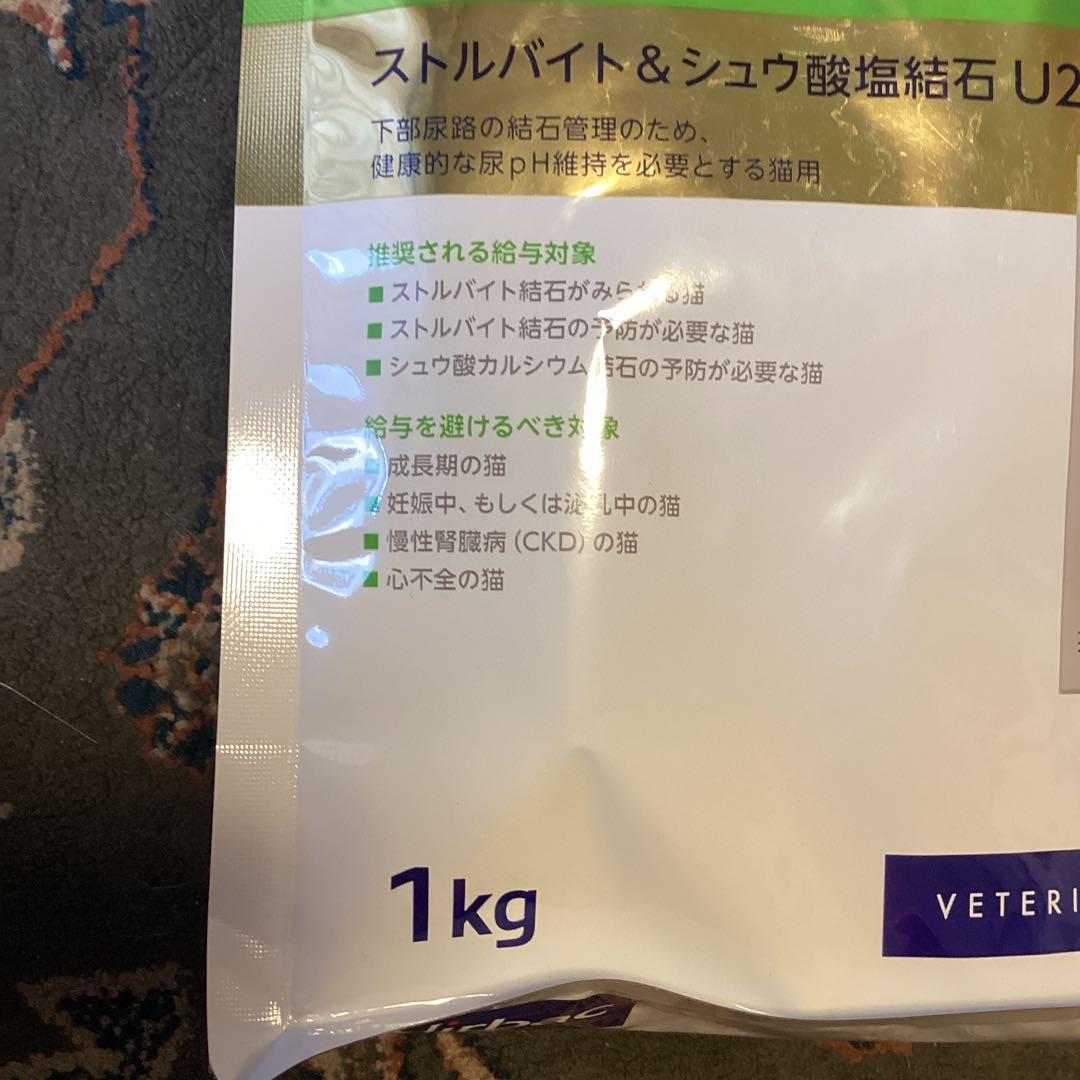 ストルバイト&シュウ酸塩結石 U2
下部尿路の結石管理のため、
健康的な尿pH維持を必要とする猫用
推奨される給与対象
■ ストルバイト結石がみられる猫
■ ストルバイト結石の予防が必要な猫
■ シュウ酸カルシウム結石の予防が必要な猫
給与を避けるべき対象
■ 成長期の猫
■ 妊娠中、もしくは泌乳中の猫
■ 慢性腎臓病（CKD）の猫
■ 心不全の猫
1kg
VETERI
virbac